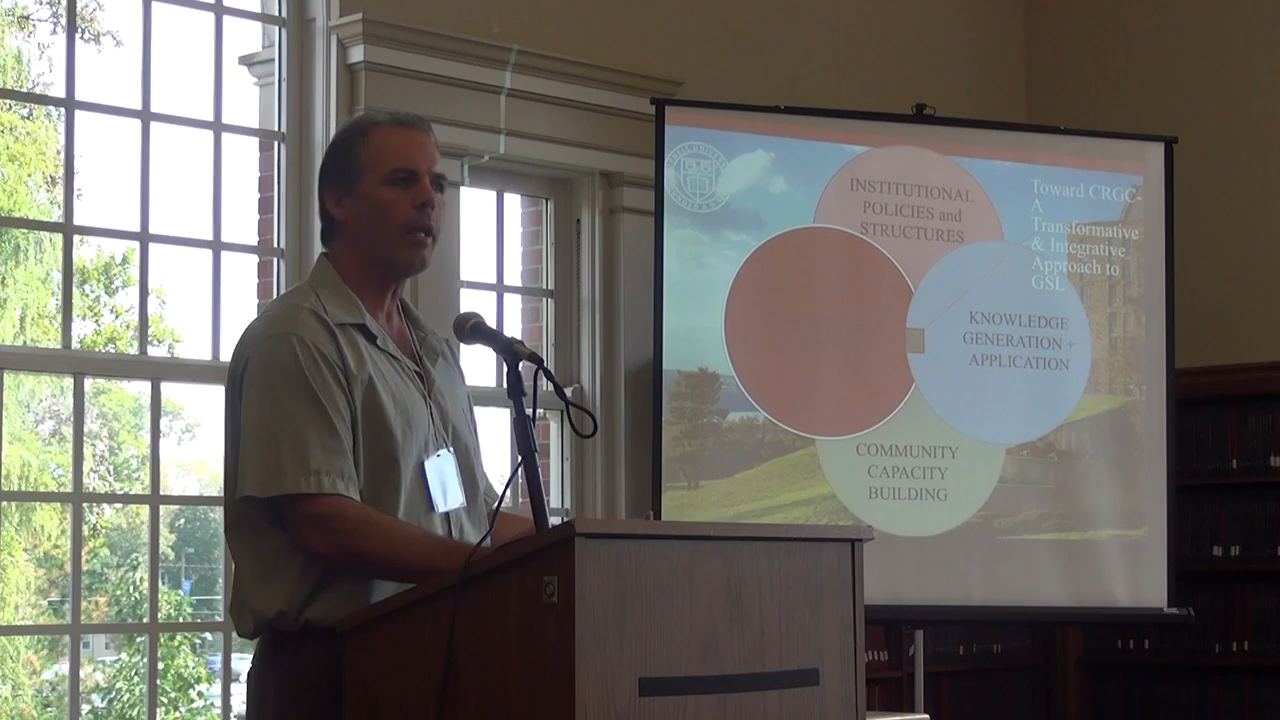 INSTITUTIONAL
POLICIES and
STRUCTURES
Toward CRGC-
A
Transformative
& Integrative
Approach to
GSL
KNOWLEDGE
GENERATION +
APPLICATION
COMMUNITY
CAPACITY
BUILDING